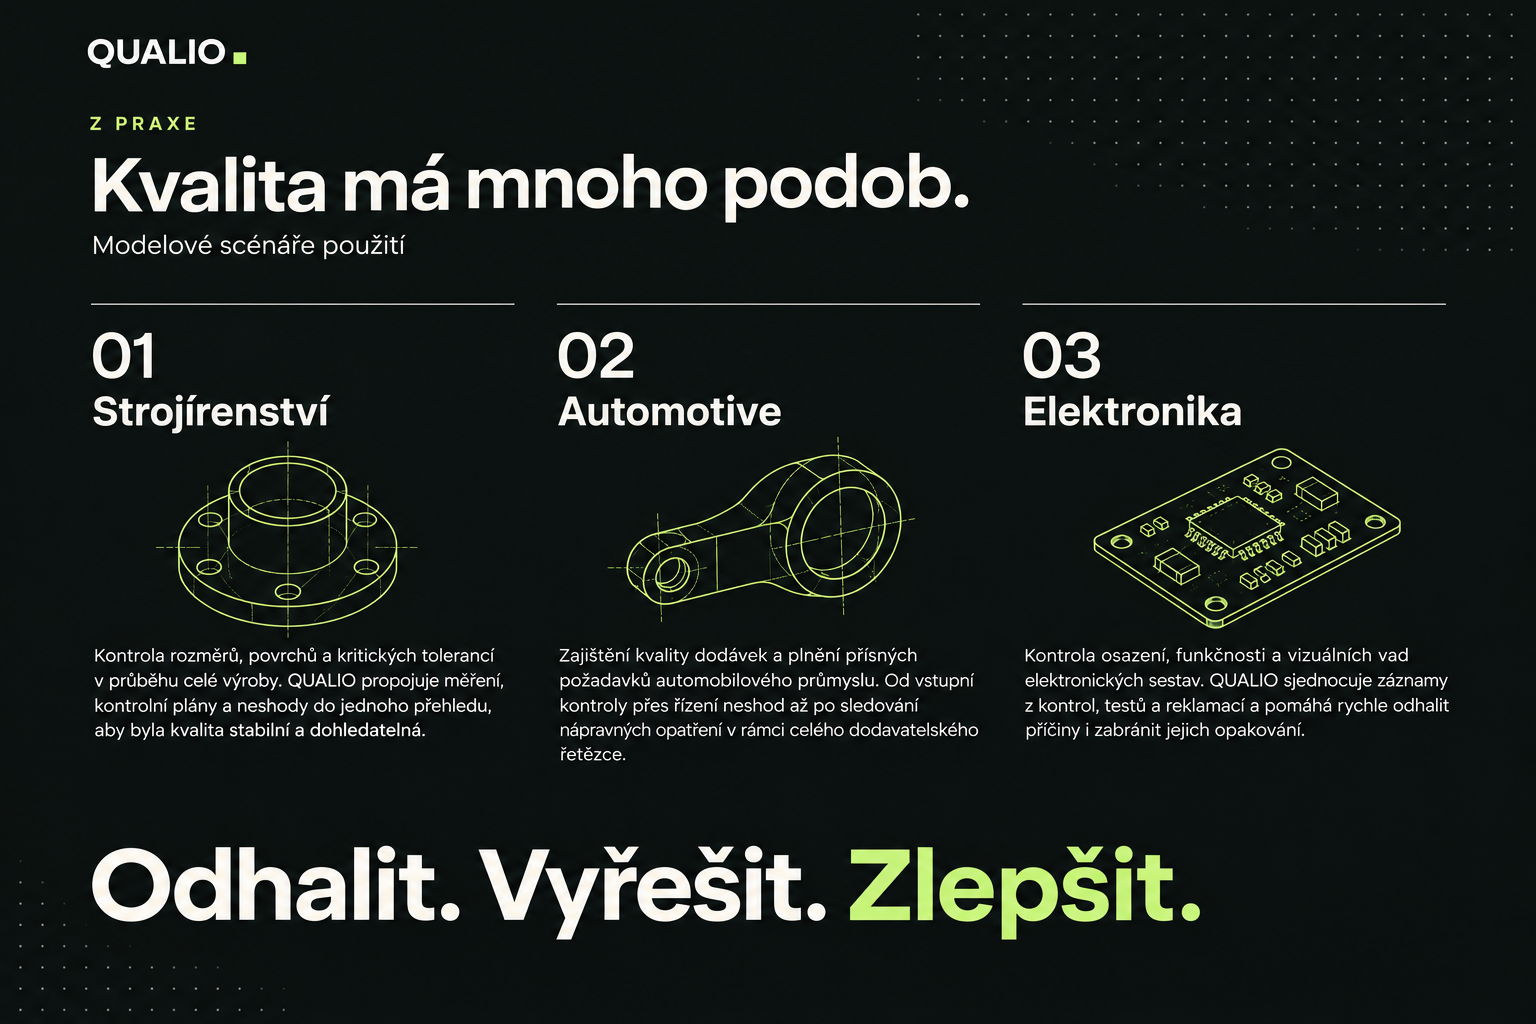 QUALIO
Z PRAXE
Kvalita má mnoho podob.
Modelové scénáře použití
01
Strojírenství
Kontrola rozměrů, povrchů a kritických tolerancí
v průběhu celé výroby. QUALIO propojuje měření,
kontrolní plány a neshody do jednoho přehledu,
aby byla kvalita stabilní a dohledatelná.
02
Automotive
Zajištění kvality dodávek a plnění přísných
požadavků automobilového průmyslu. Od vstupní
kontroly přes řízení neshod až po sledování
nápravných opatření v rámci celého dodavatelského
řetězce.
03
Elektronika
Kontrola osazení, funkčnosti a vizuálních vad
elektronických sestav. QUALIO sjednocuje záznamy
z kontrol, testů a reklamací a pomáhá rychle odhalit
příčiny i zabránit jejich opakování.
Odhalit. Vyřešit. Zlepšit.